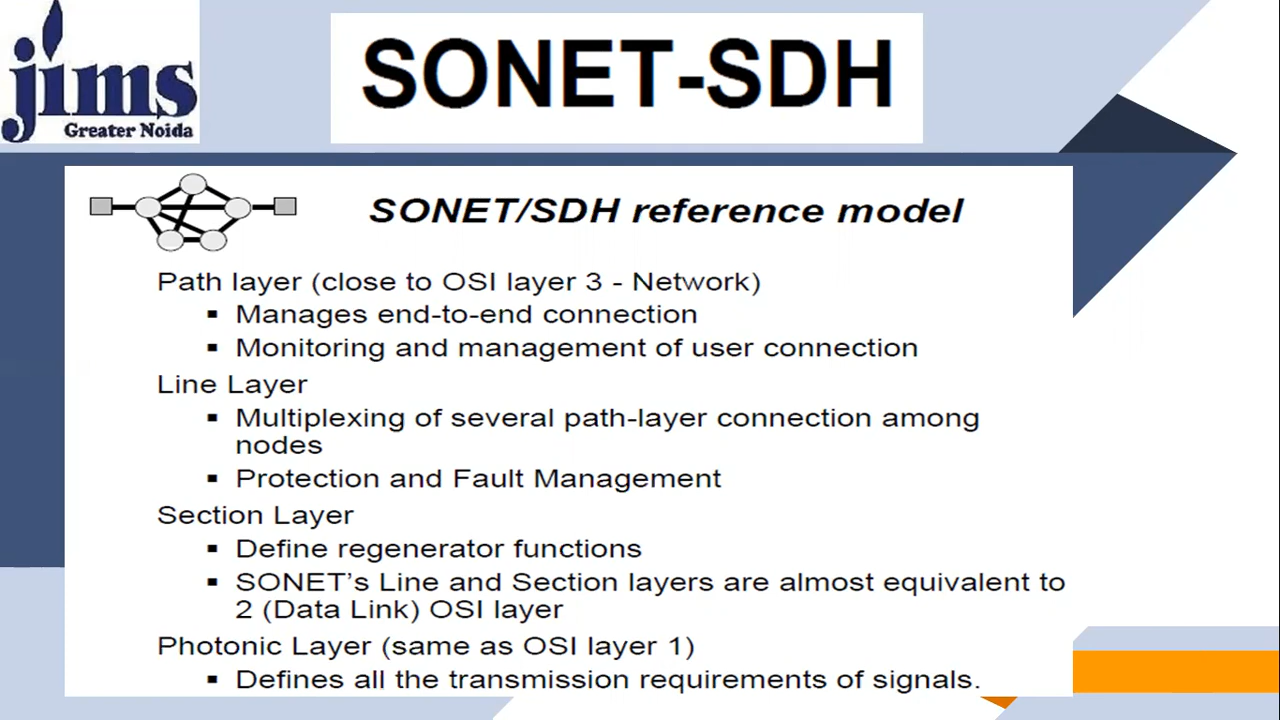 jims
Greater Noida
SONET-SDH
SONET/SDH reference model
Path layer (close to OSI layer 3 - Network)
▪ Manages end-to-end connection
▪ Monitoring and management of user connection
Line Layer
▪ Multiplexing of several path-layer connection among
nodes
▪ Protection and Fault Management
Section Layer
▪ Define regenerator functions
▪ SONET’s Line and Section layers are almost equivalent to
2 (Data Link) OSI layer
Photonic Layer (same as OSI layer 1)
▪ Defines all the transmission requirements of signals.